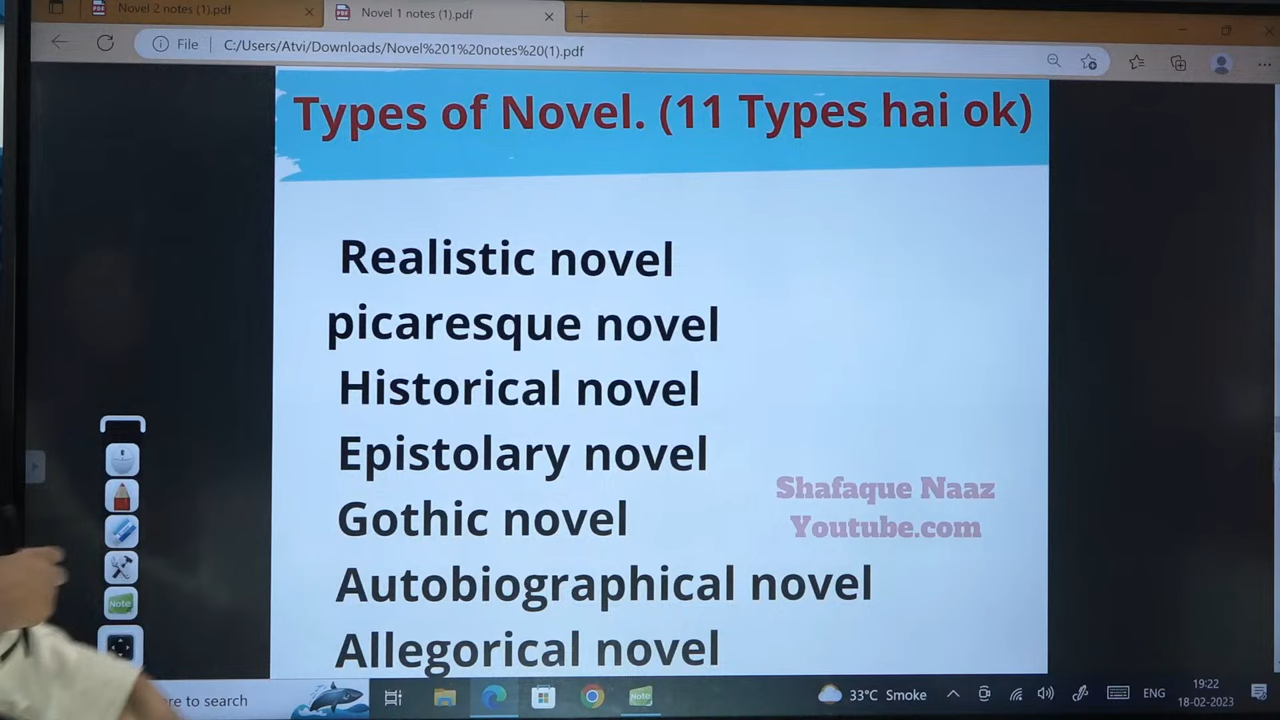 Novel 2 notes (1).pdf
Novel 1 notes (1).pdf
File
C:/Users/Atvi/Downloads/Novel%201%20notes%20(1).pdf
Types of Novel. (11 Types hai ok)
Realistic novel
picaresque novel
Historical novel
Epistolary novel
Gothic novel
Autobiographical novel
Allegorical novel
Shafaque Naaz
Youtube.com
Note
re to search
Note
33°C Smoke
ENG
19:22
18-02-2023